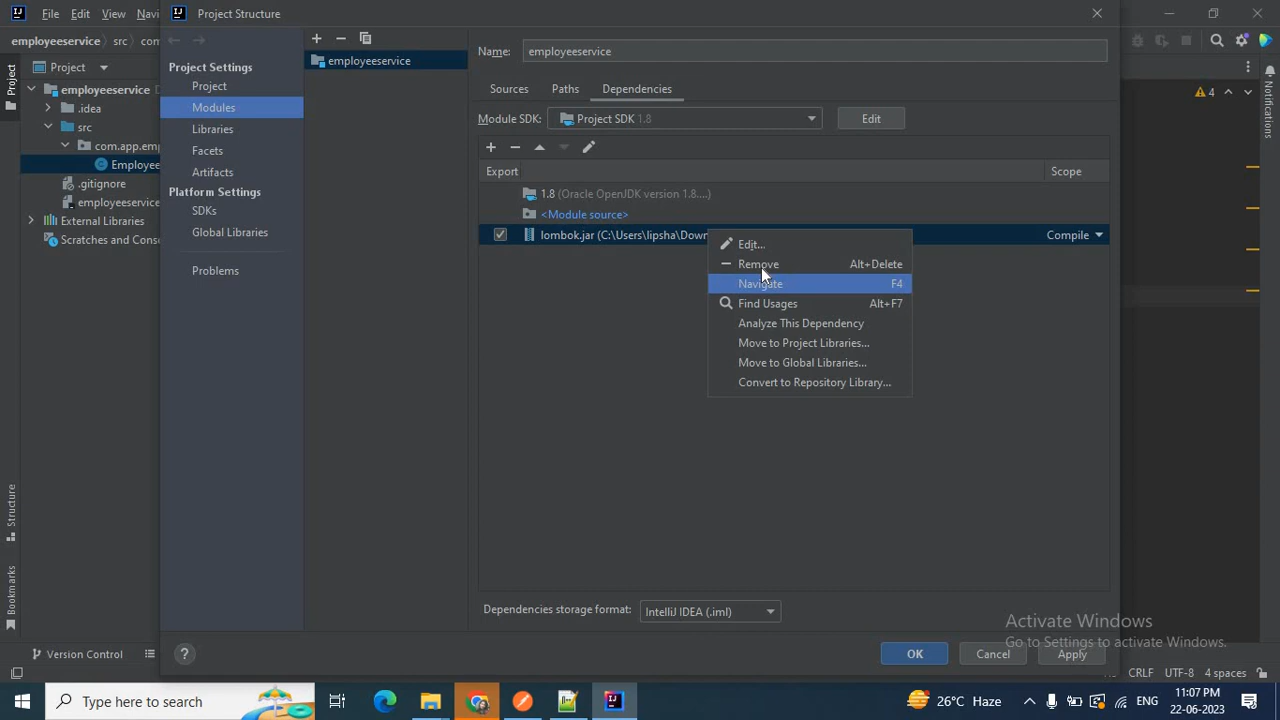 File Edit View Navi
Project Structure
employeeservice src com
Project
Project
employeeservice
.idea
src
com.app.emp
Employee
.gitignore
employeeservice
External Libraries
Scratches and Cons
Structure
Bookmarks
Project Settings
Project
Modules
Libraries
Facets
Artifacts
Platform Settings
SDKs
Global Libraries
Problems
employeeservice
Name: employeeservice
Sources Paths Dependencies
Module SDK: Project SDK 1.8 Edit
Export Scope
1.8 (Oracle OpenJDK version 1.8....)
<Module source>
lombok.jar (C:\Users\lipsha\Down Compile
Edit...
Remove Alt+Delete
Navigate F4
Find Usages Alt+F7
Analyze This Dependency
Move to Project Libraries...
Move to Global Libraries...
Convert to Repository Library...
Dependencies storage format: IntelliJ IDEA (.iml)
? OK Cancel Apply
4
Notifications
Activate Windows
Go to Settings to activate Windows.
Version Control
CRLF UTF-8 4 spaces
Type here to search
26°C Haze
ENG
11:07 PM
22-06-2023